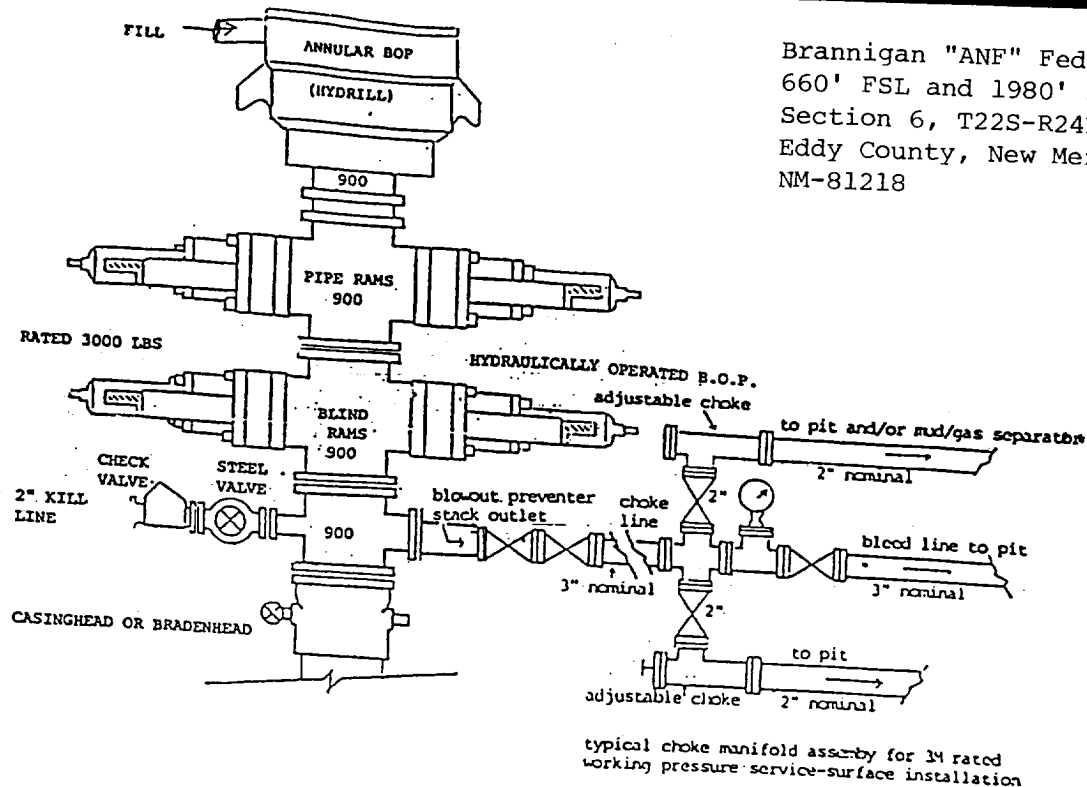 Brannigan "ANF" Fed
660' FSL and 1980'
Section 6, T22S-R24
Eddy County, New Me
NM-81218
FILL
ANNULAR BOP
(HYDRILL)
900
PIPE RAMS
900
RATED 3000 LBS
HYDRAULICALLY OPERATED B.O.P.
adjustable choke
to pit and/or mud/gas separator
2" nominal
BLIND
RAMS
900
CHECK
VALVE
STEEL
VALVE
2" KILL
LINE
blowout preventer
stack outlet
choke
line
2"
900
3" nominal
bleed line to pit
3" nominal
2"
CASINGHEAD OR BRADENHEAD
to pit
adjustable choke
2" nominal
typical choke manifold assemby for 3M rated
working pressure service-surface installation